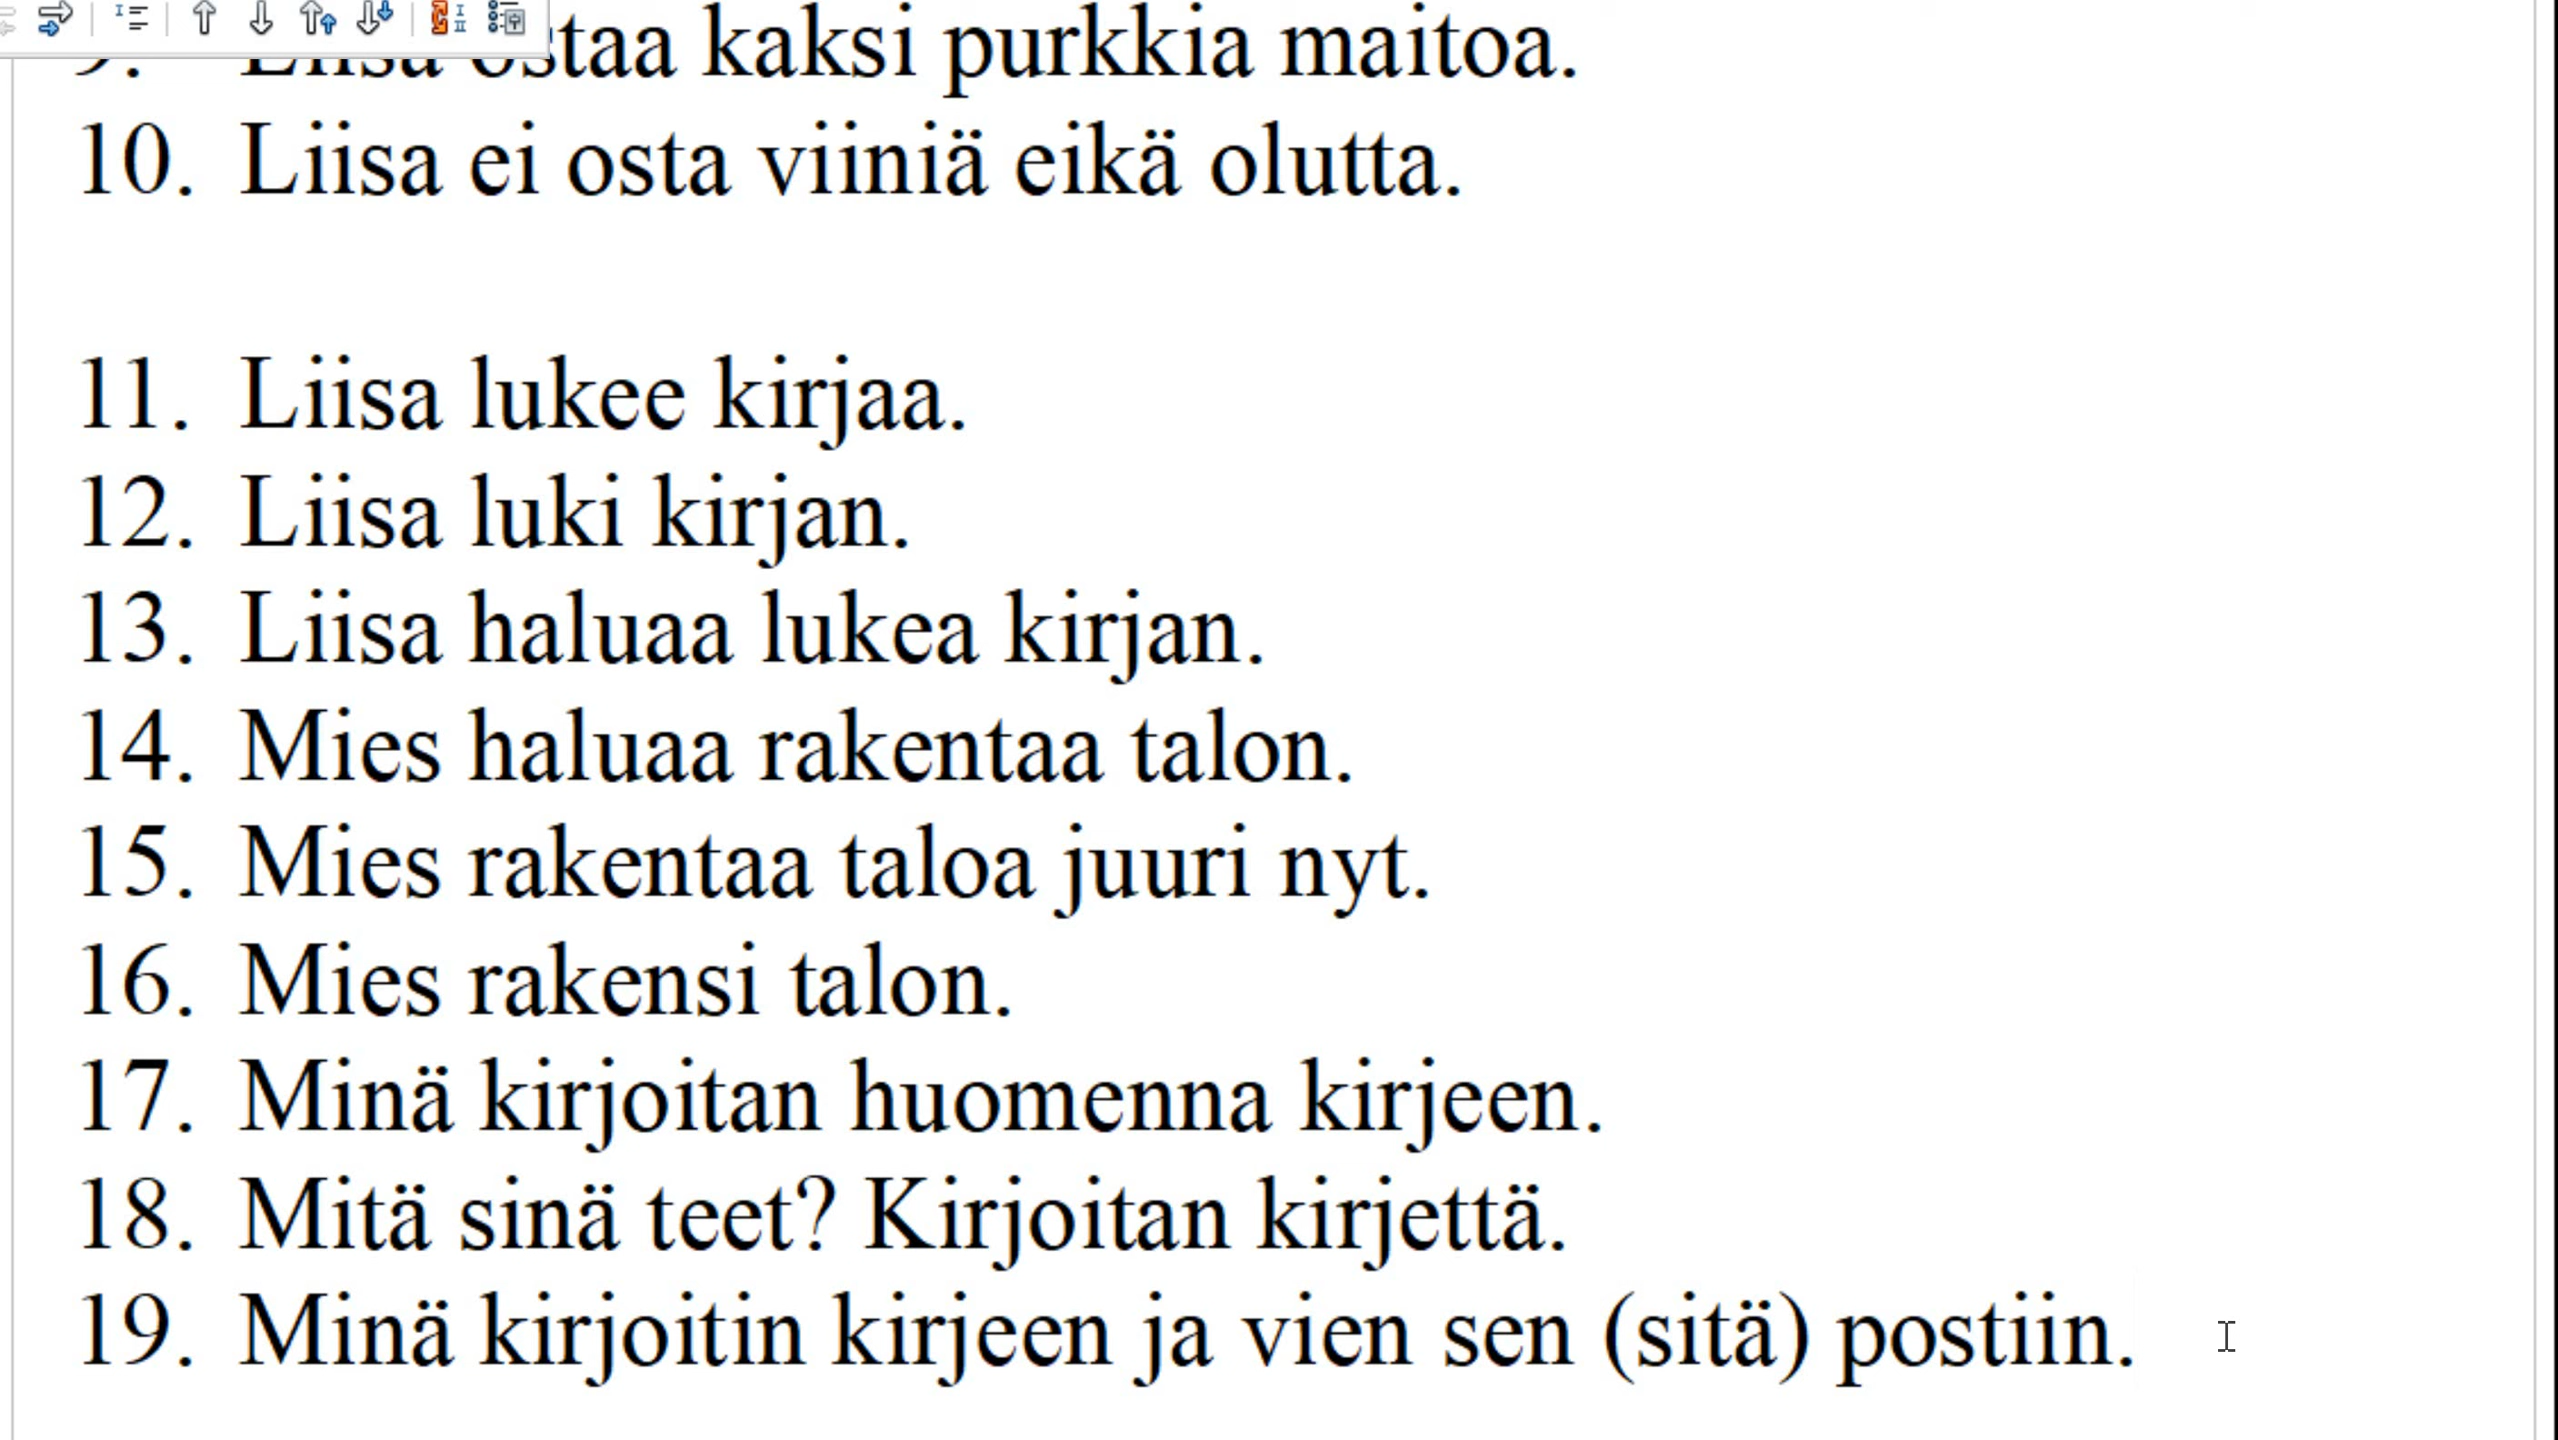 9. Liisa ostaa kaksi purkkia maitoa.
10. Liisa ei osta viiniä eikä olutta.
11. Liisa lukee kirjaa.
12. Liisa luki kirjan.
13. Liisa haluaa lukea kirjan.
14. Mies haluaa rakentaa talon.
15. Mies rakentaa taloa juuri nyt.
16. Mies rakensi talon.
17. Minä kirjoitan huomenna kirjeen.
18. Mitä sinä teet? Kirjoitan kirjettä.
19. Minä kirjoitin kirjeen ja vien sen (sitä) postiin.